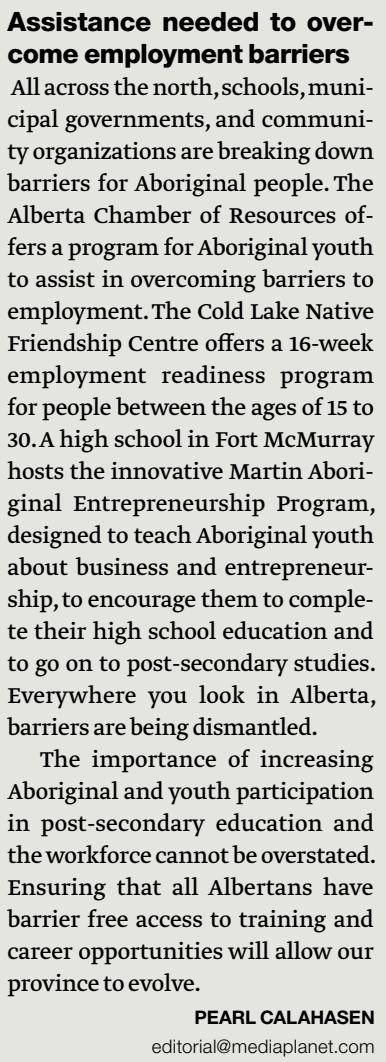 Assistance needed to over-
come employment barriers
All across the north, schools, muni-
cipal governments, and communi-
ty organizations are breaking down
barriers for Aboriginal people. The
Alberta Chamber of Resources of-
fers a program for Aboriginal youth
to assist in overcoming barriers to
employment. The Cold Lake Native
Friendship Centre offers a 16-week
employment readiness program
for people between the ages of 15 to
30. A high school in Fort McMurray
hosts the innovative Martin Abori-
ginal Entrepreneurship Program,
designed to teach Aboriginal youth
about business and entrepreneur-
ship, to encourage them to comple-
te their high school education and
to go on to post-secondary studies.
Everywhere you look in Alberta,
barriers are being dismantled.
The importance of increasing
Aboriginal and youth participation
in post-secondary education and
the workforce cannot be overstated.
Ensuring that all Albertans have
barrier free access to training and
career opportunities will allow our
province to evolve.
PEARL CALAHASEN
editorial@mediaplanet.com